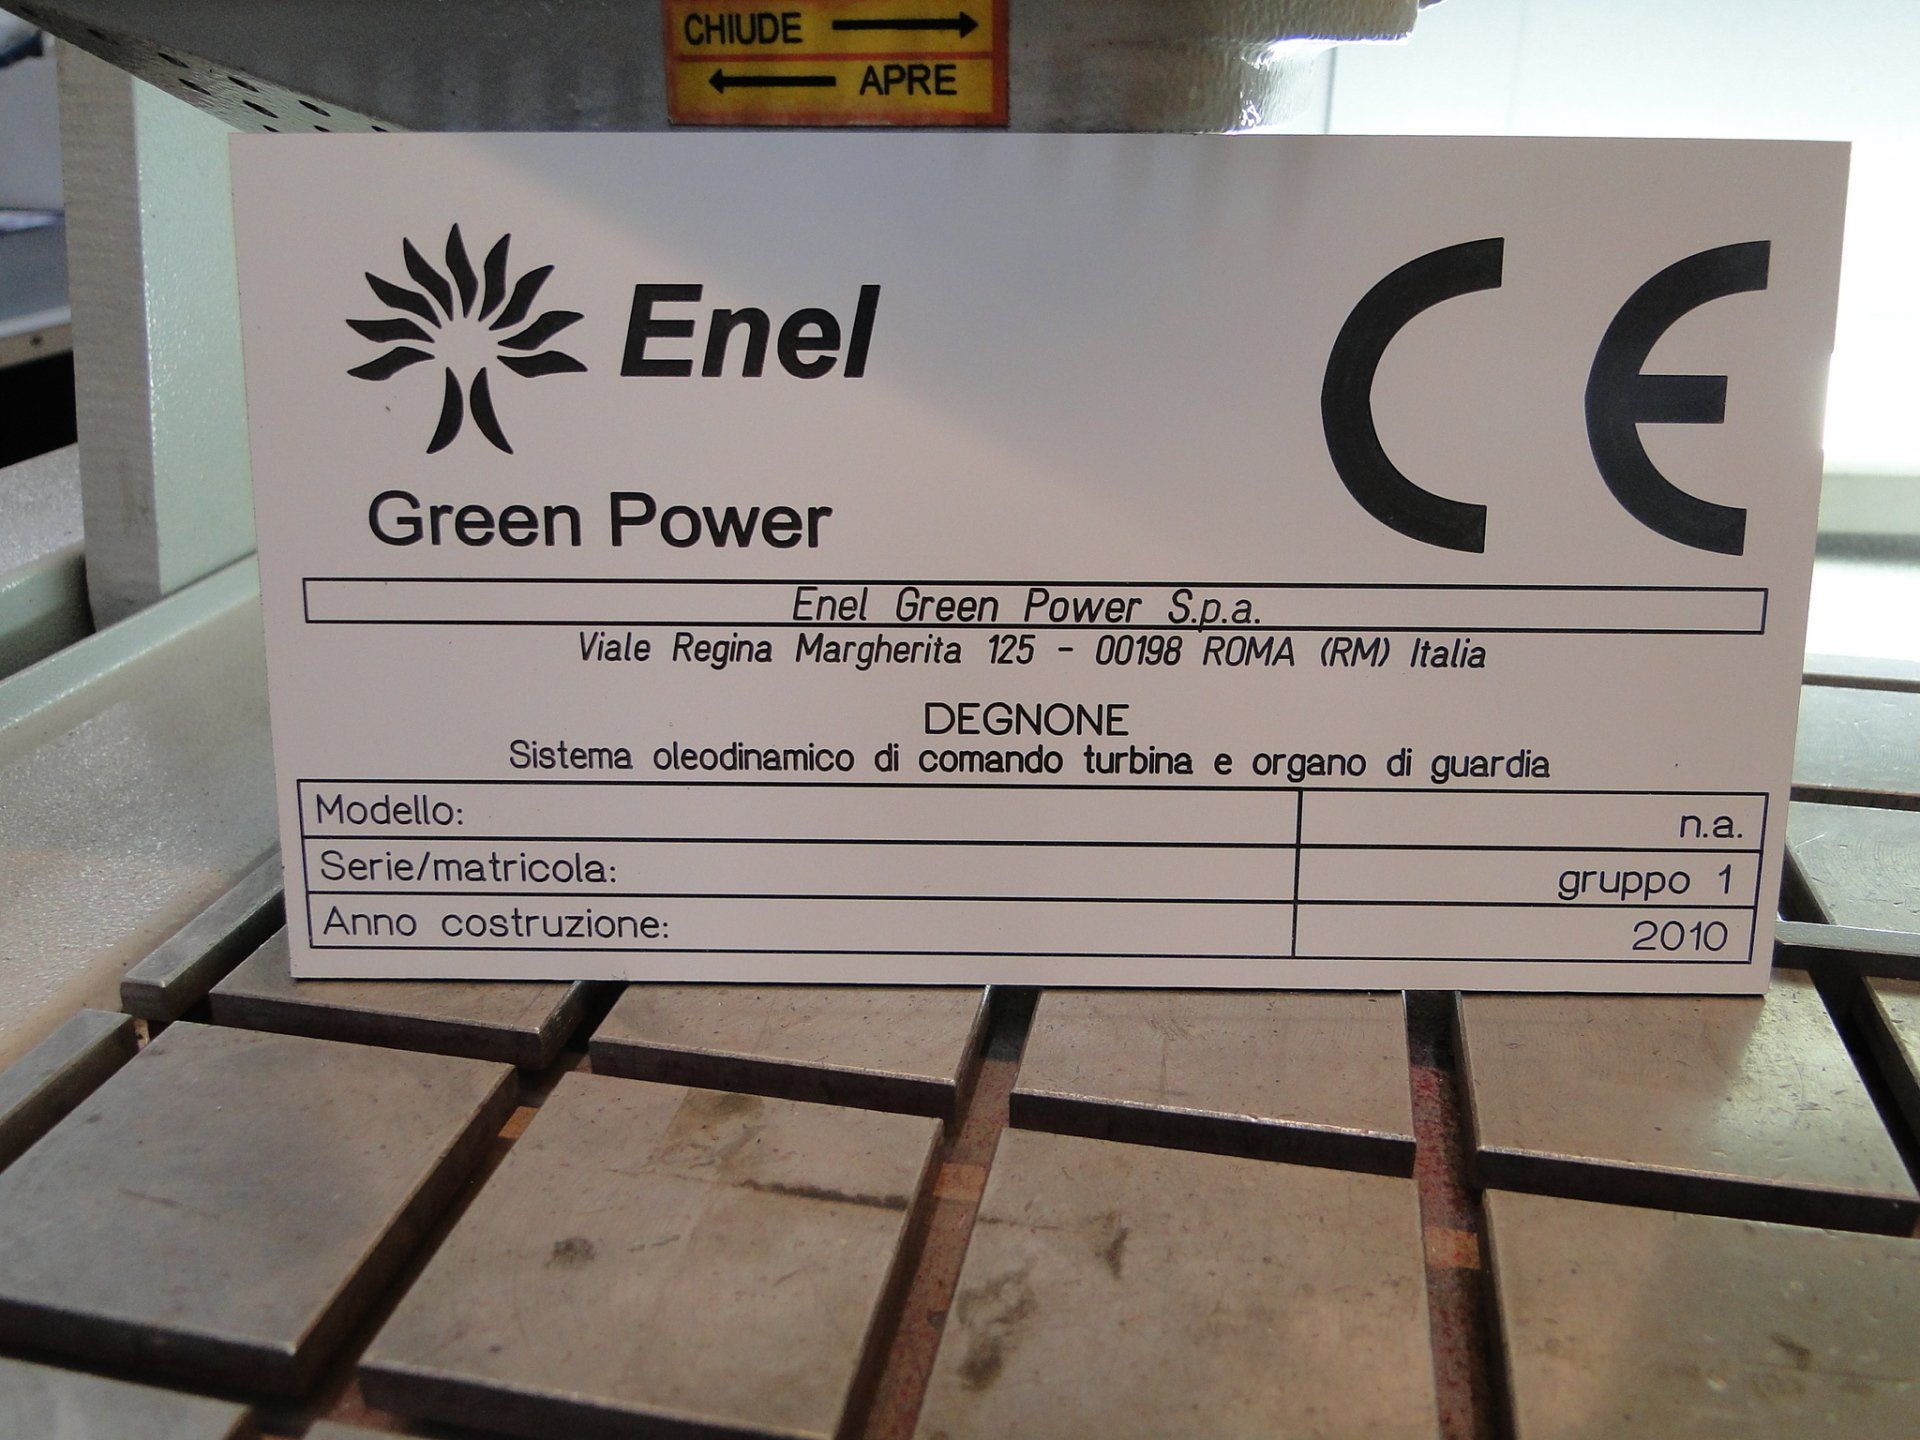 CHIUDE
APRE
Enel
Green Power
CE
Enel Green Power S.p.a.
Viale Regina Margherita 125 - 00198 ROMA (RM) Italia
DEGNONE
Sistema oleodinamico di comando turbina e organo di guardia
Modello: n.a.
Serie/matricola: gruppo 1
Anno costruzione: 2010